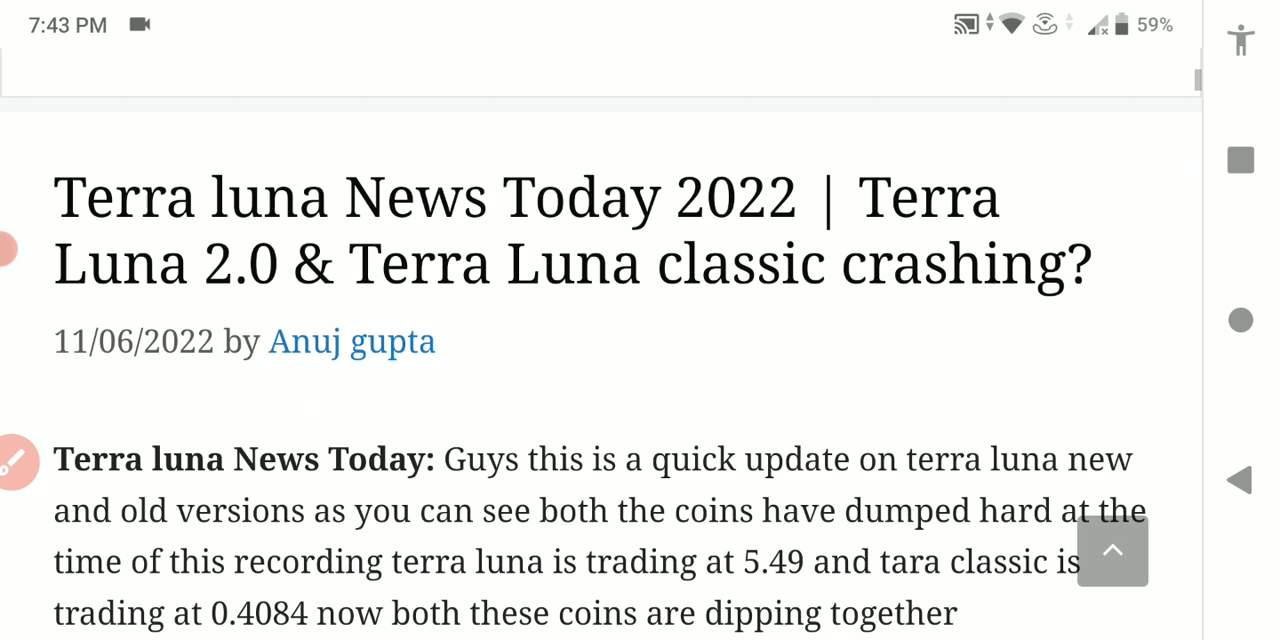 7:43 PM
59%
Terra luna News Today 2022 | Terra
Luna 2.0 & Terra Luna classic crashing?
11/06/2022 by Anuj gupta
Terra luna News Today: Guys this is a quick update on terra luna new
and old versions as you can see both the coins have dumped hard at the
time of this recording terra luna is trading at 5.49 and tara classic is
trading at 0.4084 now both these coins are dipping together